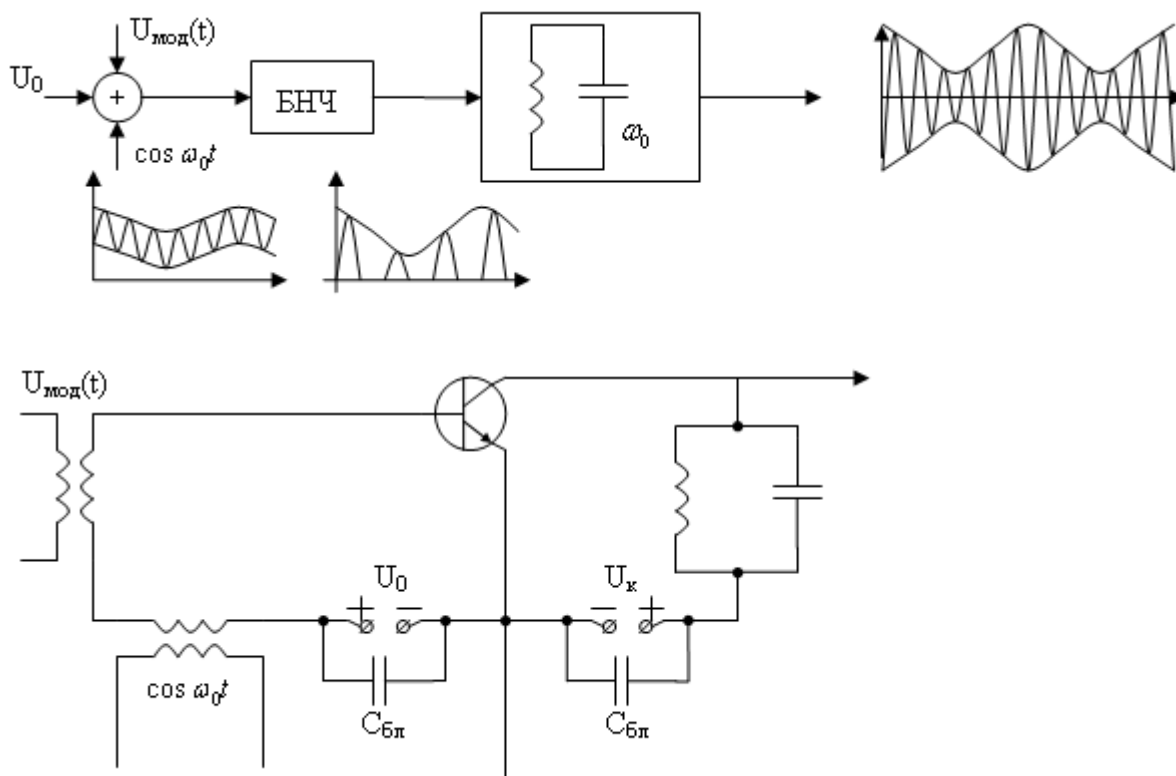 Uмод(t)
U0
+
cos ω0t
БНЧ
ω0
Uмод(t)
U0
Uк
+ −
− +
cos ω0t
Cбл
Cбл